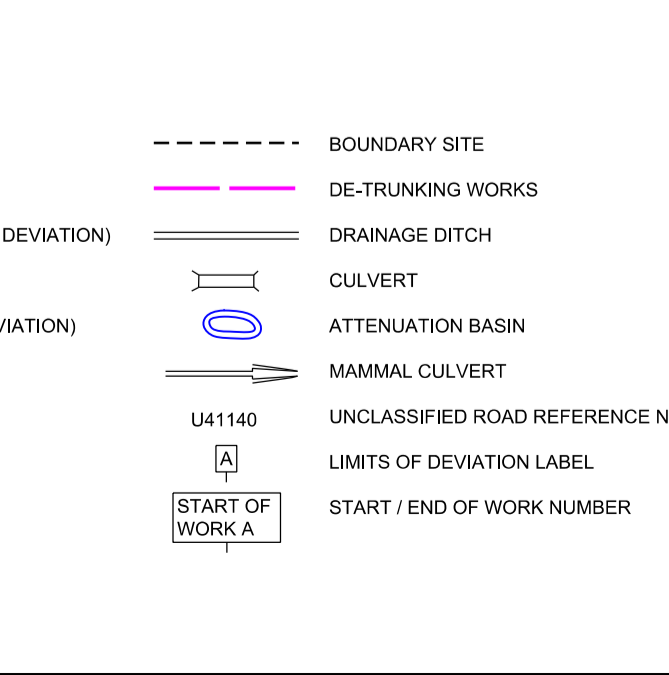 BOUNDARY SITE
DE-TRUNKING WORKS
DEVIATION)
DRAINAGE DITCH
CULVERT
VIATION)
ATTENUATION BASIN
MAMMAL CULVERT
U41140
UNCLASSIFIED ROAD REFERENCE N
A
LIMITS OF DEVIATION LABEL
START OF
WORK A
START / END OF WORK NUMBER